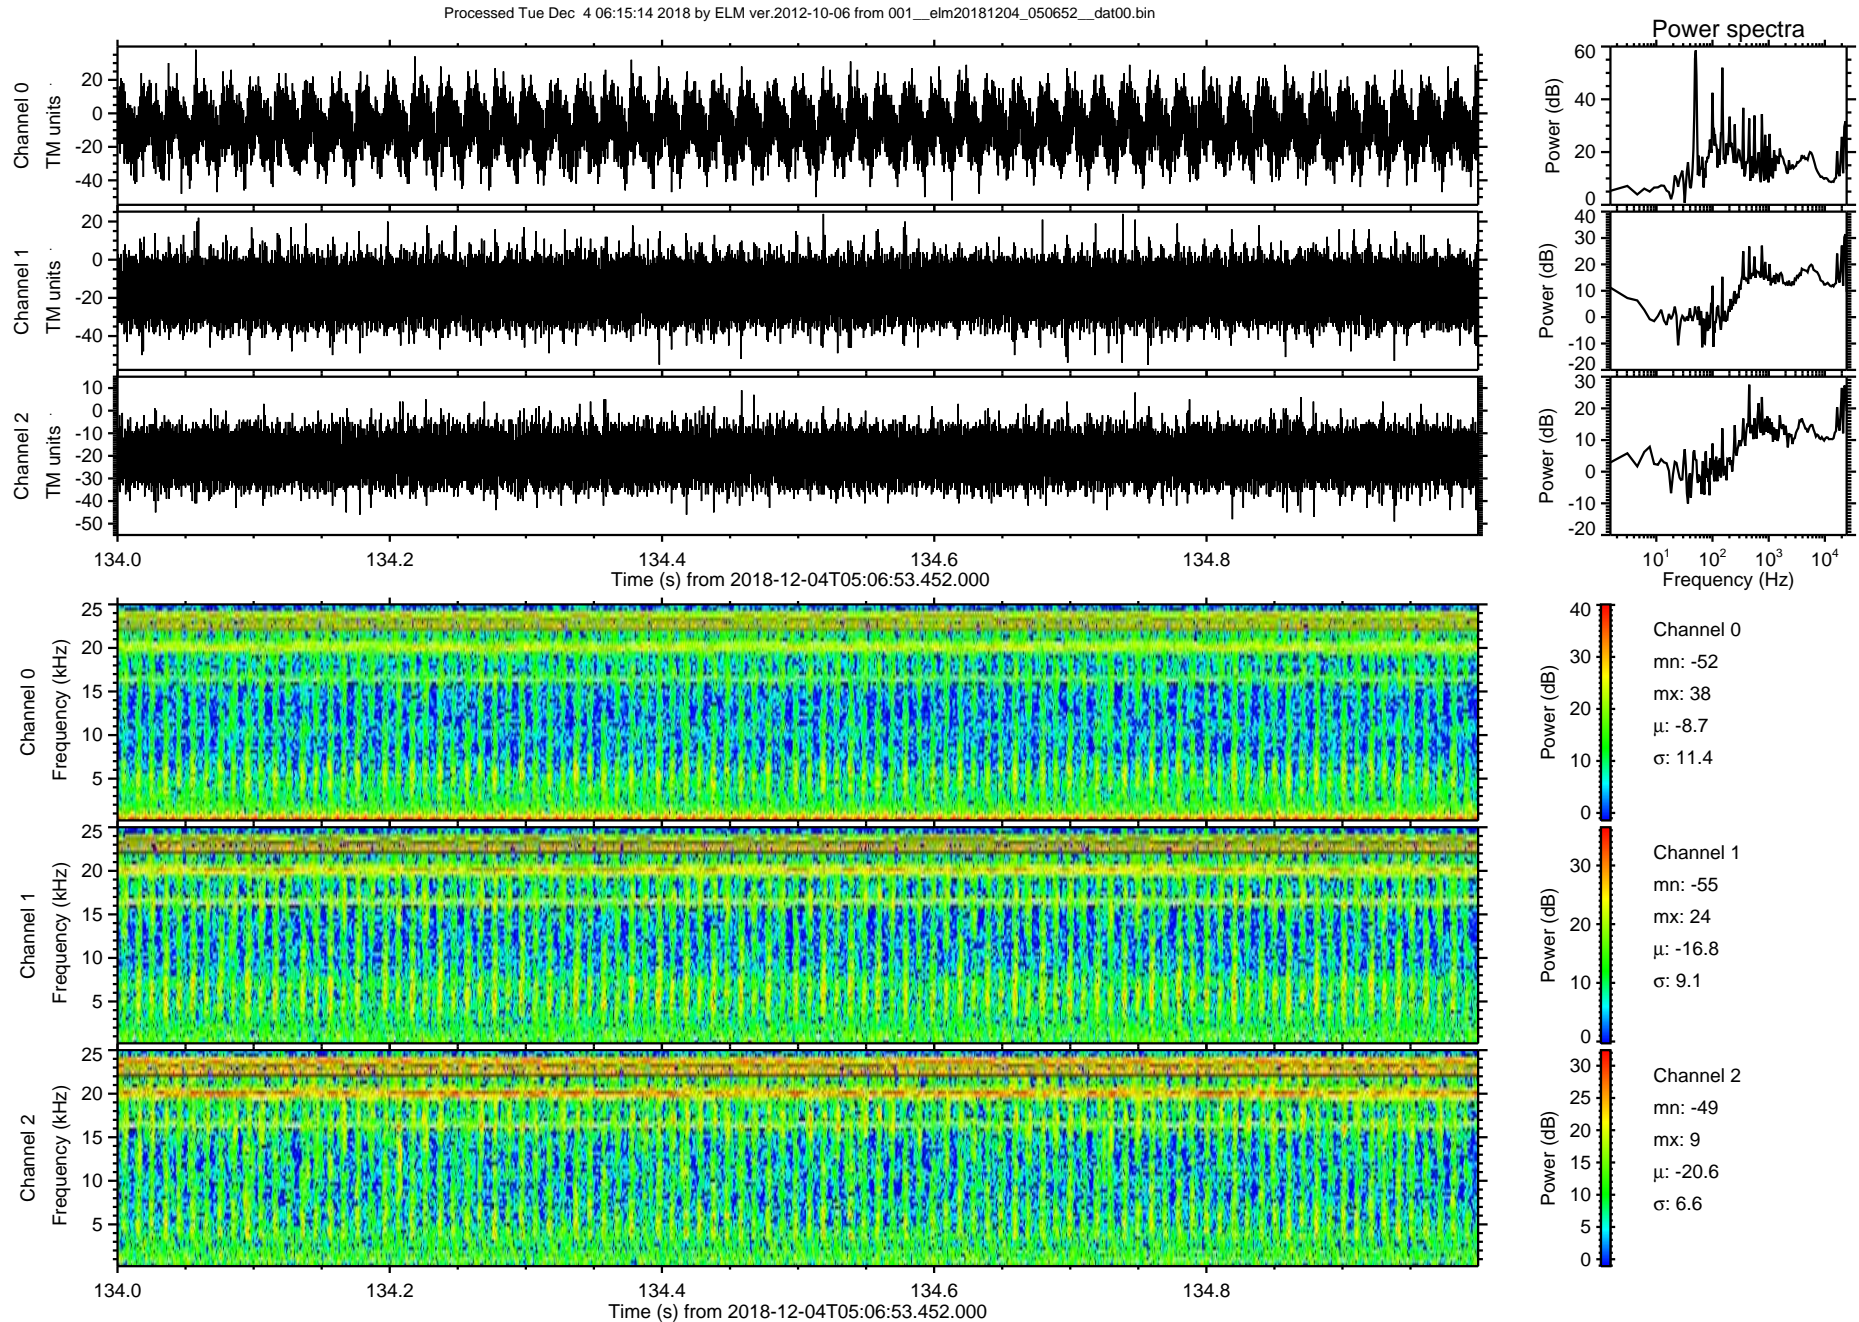 Processed Tue Dec 4 06:15:14 2018 by ELM ver.2012-10-06 from 001__elm20181204_050652__dat00.bin
Power spectra
Channel 0
TM units
20
0
-20
-40
Power (dB)
60
40
20
0
Channel 1
TM units
20
0
-20
-40
Power (dB)
40
30
20
10
0
-10
-20
Channel 2
TM units
10
0
-10
-20
-30
-40
-50
Power (dB)
30
20
10
0
-10
-20
134.0 134.2 134.4 134.6 134.8
Time (s) from 2018-12-04T05:06:53.452.000
10¹ 10² 10³ 10⁴
Frequency (Hz)
Channel 0
Frequency (kHz)
25
20
15
10
5
Power (dB)
40
30
20
10
0
Channel 0
mn: -52
mx: 38
μ: -8.7
σ: 11.4
Channel 1
Frequency (kHz)
25
20
15
10
5
Power (dB)
30
20
10
0
Channel 1
mn: -55
mx: 24
μ: -16.8
σ: 9.1
Channel 2
Frequency (kHz)
25
20
15
10
5
Power (dB)
30
25
20
15
10
5
0
Channel 2
mn: -49
mx: 9
μ: -20.6
σ: 6.6
134.0 134.2 134.4 134.6 134.8
Time (s) from 2018-12-04T05:06:53.452.000